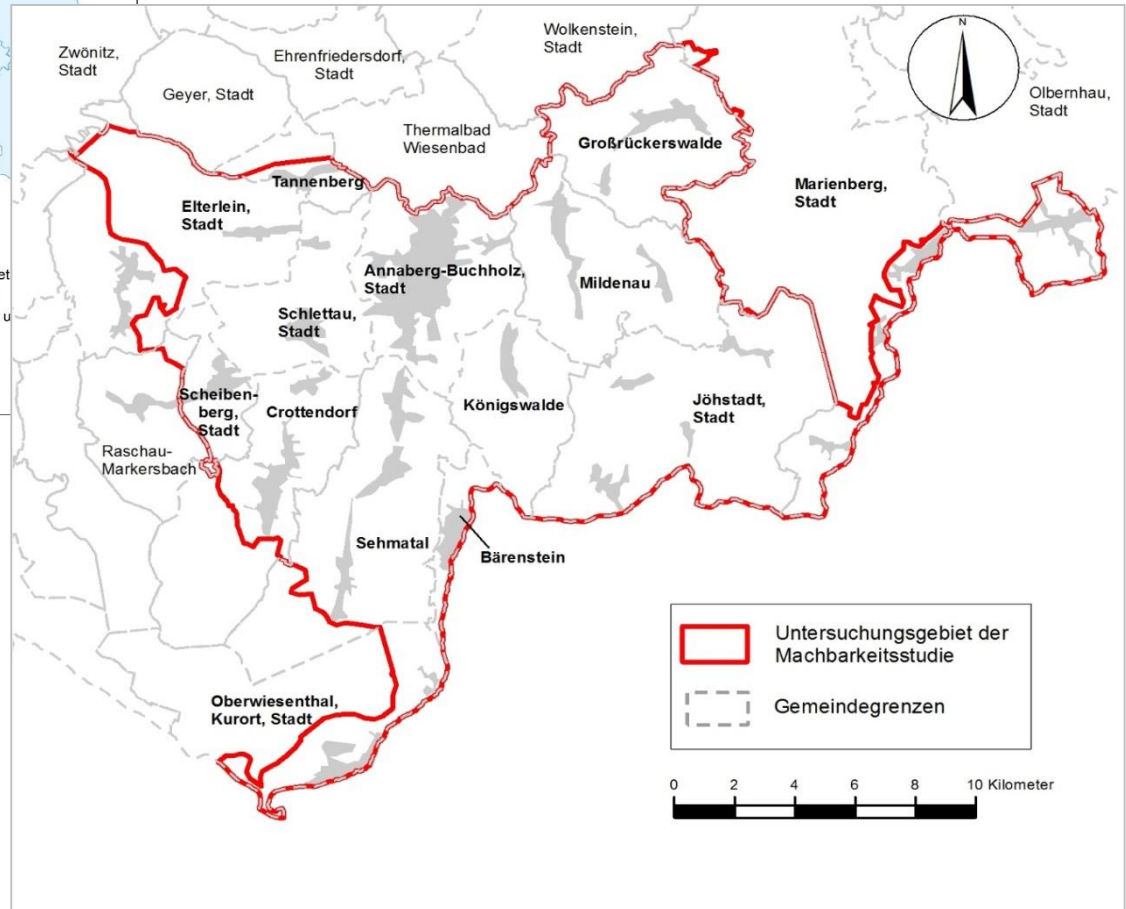 Zwönitz,
Stadt
Geyer, Stadt
Ehrenfriedersdorf,
Stadt
Wolkenstein,
Stadt
N
Olbernhau,
Stadt
Thermalbad
Wiesenbad
Großrückerswalde
Marienberg,
Stadt
Tannenberg
Elterlein,
Stadt
Annaberg-Buchholz,
Stadt
Mildenau
et
u
Schlettau,
Stadt
Scheiben-
berg,
Stadt
Crottendorf
Königswalde
Jöhstadt,
Stadt
Raschau-
Markersbach
Sehmatal
Bärenstein
Oberwiesenthal,
Kurort, Stadt
Untersuchungsgebiet der
Machbarkeitsstudie
Gemeindegrenzen
0 2 4 6 8 10 Kilometer